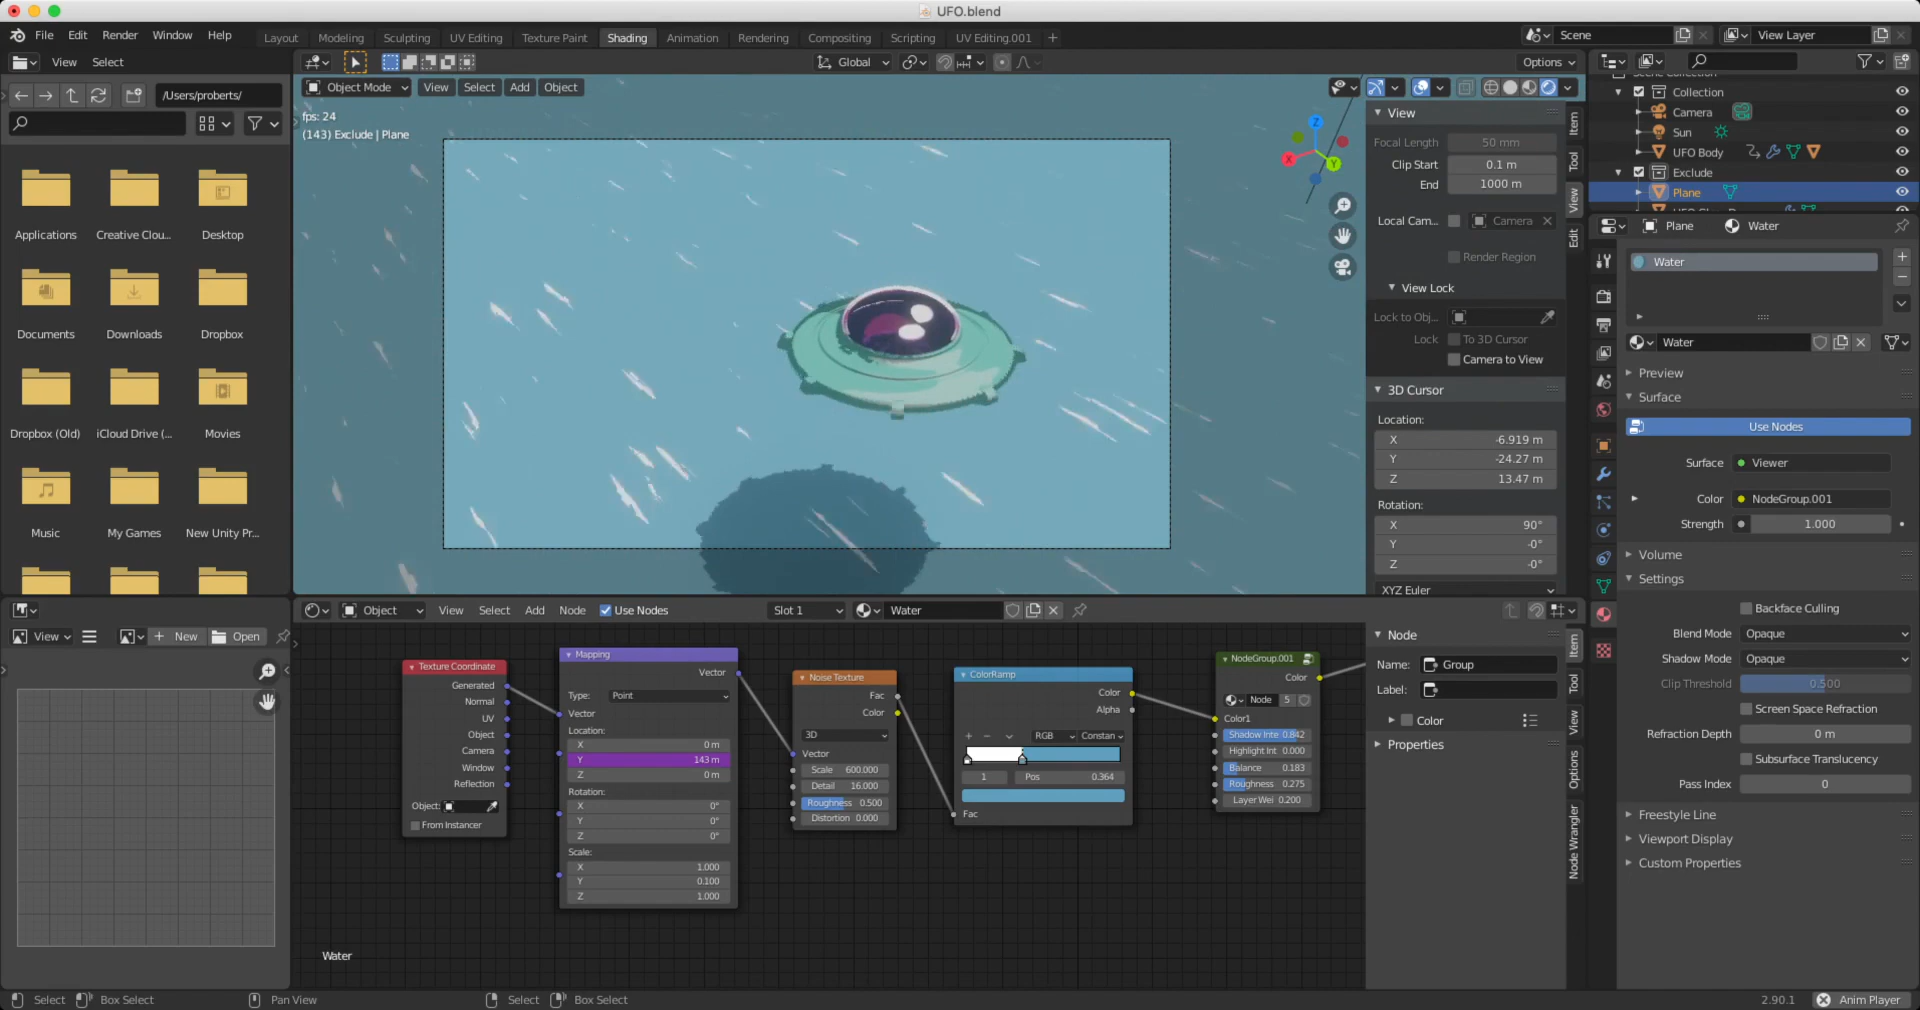 UFO.blend
File Edit Render Window Help
Layout Modeling Sculpting UV Editing Texture Paint Shading Animation Rendering Compositing Scripting UV Editing.001 +
Scene
View Layer
View Select
Global
Options
/Users/proberts/
Object Mode View Select Add Object
fps: 24
(143) Exclude | Plane
Applications Creative Clou... Desktop
Documents Downloads Dropbox
Dropbox (Old) iCloud Drive (... Movies
Music My Games New Unity Pr...
Z
X
Y
View
Focal Length 50 mm
Clip Start 0.1 m
End 1000 m
Local Cam... Camera
Render Region
View Lock
Lock to Obj...
Lock To 3D Cursor
Camera to View
3D Cursor
Location:
X -6.919 m
Y -24.27 m
Z 13.47 m
Rotation:
X 90°
Y -0°
Z -0°
XYZ Euler
Item
Tool
View
Edit
Scene Collection
Collection
Camera
Sun
UFO Body
Exclude
Plane
Plane Water
Water
Water
Preview
Surface
Use Nodes
Surface Viewer
Color NodeGroup.001
Strength 1.000
Volume
Settings
Backface Culling
Blend Mode Opaque
Shadow Mode Opaque
Clip Threshold 0.500
Screen Space Refraction
Refraction Depth 0 m
Subsurface Translucency
Pass Index 0
Freestyle Line
Viewport Display
Custom Properties
View New Open
Object View Select Add Node Use Nodes Slot 1 Water
Texture Coordinate
Generated
Normal
UV
Object
Camera
Window
Reflection
Object:
From Instancer
Mapping
Vector
Type: Point
Vector
Location:
X 0 m
Y 143 m
Z 0 m
Rotation:
X 0°
Y 0°
Z 0°
Scale:
X 1.000
Y 0.100
Z 1.000
Noise Texture
Fac
Color
3D
Vector
Scale 600.000
Detail 16.000
Roughness 0.500
Distortion 0.000
ColorRamp
Color
Alpha
RGB Constan
1 Pos 0.364
Fac
NodeGroup.001
Color
Node 5
Color1
Shadow Inte 0.842
Highlight Int 0.000
Balance 0.183
Roughness 0.275
Layer Wei 0.200
Water
Node
Name: Group
Label:
Color
Properties
Item
Tool
View
Options
Node Wrangler
Select Box Select Pan View Select Box Select
2.90.1 Anim Player